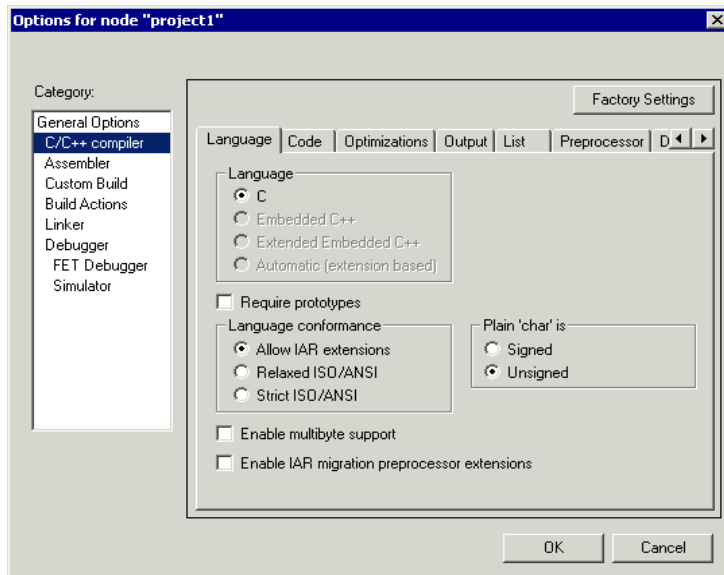 Options for node "project1"
Category:
General Options
C/C++ compiler
Assembler
Custom Build
Build Actions
Linker
Debugger
FET Debugger
Simulator
Factory Settings
Language Code Optimizations Output List Preprocessor D
Language
C
Embedded C++
Extended Embedded C++
Automatic (extension based)
Require prototypes
Language conformance
Allow IAR extensions
Relaxed ISO/ANSI
Strict ISO/ANSI
Plain 'char' is
Signed
Unsigned
Enable multibyte support
Enable IAR migration preprocessor extensions
OK Cancel